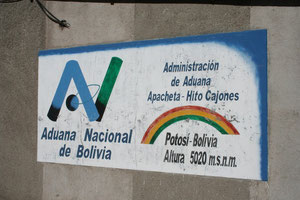 Aduana Nacional
de Bolivia
Administración
de Aduana
Apacheta - Hito Cajones
Potosí - Bolivia
Altura 5020 m.s.n.m.